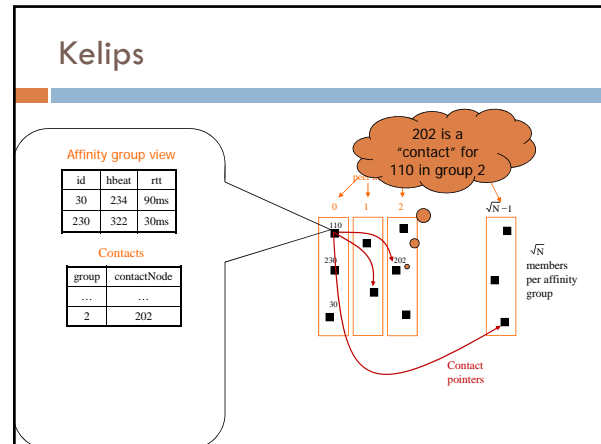 Kelips
202 is a
"contact" for
110 in group 2
Affinity group view
id hbeat rtt
30 234 90ms
230 322 30ms
Contacts
group contactNode
... ...
2 202
0 1 2 √N −1
110
230
202
30
√N
members
per affinity
group
Contact
pointers